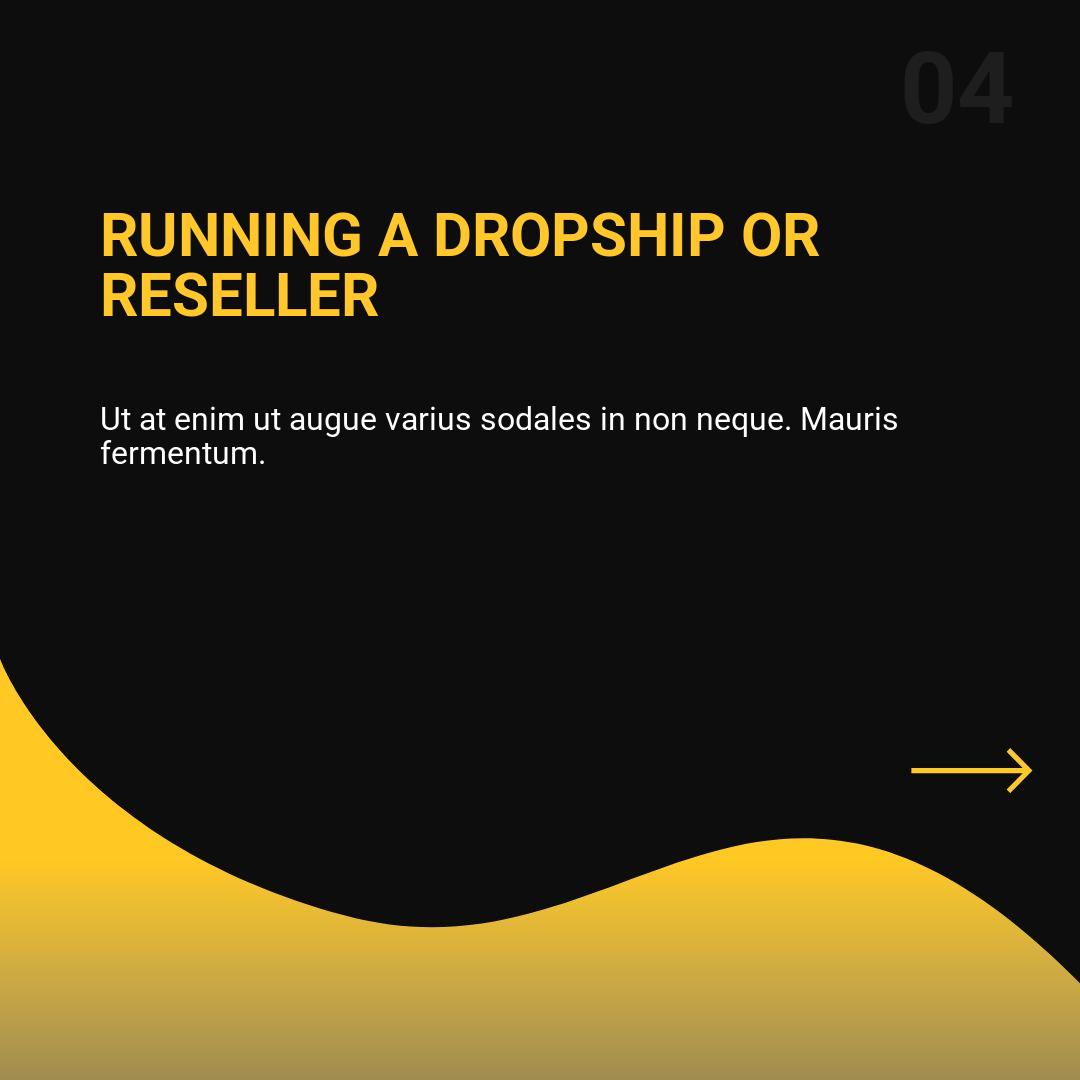 04
RUNNING A DROPSHIP OR
RESELLER
Ut at enim ut augue varius sodales in non neque. Mauris
fermentum.